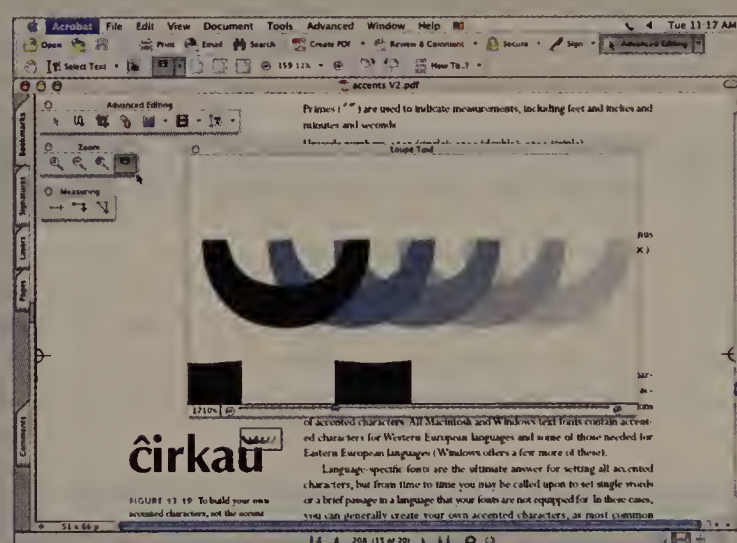 Acrobat File Edit View Document Tools Advanced Window Help Tue 11:17 AM
Open Print Email Search Create PDF Review & Comment Secure Sign Advanced Editing
Select Text 159.12% How To..?
accents V2.pdf
Bookmarks
Signatures
Layers
Pages
Comments
Advanced Editing
Zoom
Measuring
Primes ( ′ ″ ) are used to indicate measurements, including feet and inches and
minutes and seconds
Loupe Tool
1710%
of accented characters. All Macintosh and Windows text fonts contain accent-
ed characters for Western European languages and some of those needed for
Eastern European languages (Windows offers a few more of these).
Language-specific fonts are the ultimate answer for setting all accented
characters, but from time to time you may be called upon to set single words
or a brief passage in a language that your fonts are not equipped for. In these cases,
you can generally create your own accented characters, as most common
ĉirkaŭ
FIGURE 13.19 To build your own
accented characters, set the accent
51 x 66 p
208 (15 of 20)